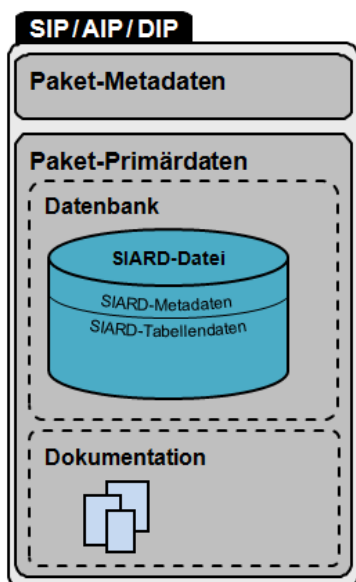 SIP/AIP/DIP
Paket-Metadaten
Paket-Primärdaten
Datenbank
SIARD-Datei
SIARD-Metadaten
SIARD-Tabellendaten
Dokumentation